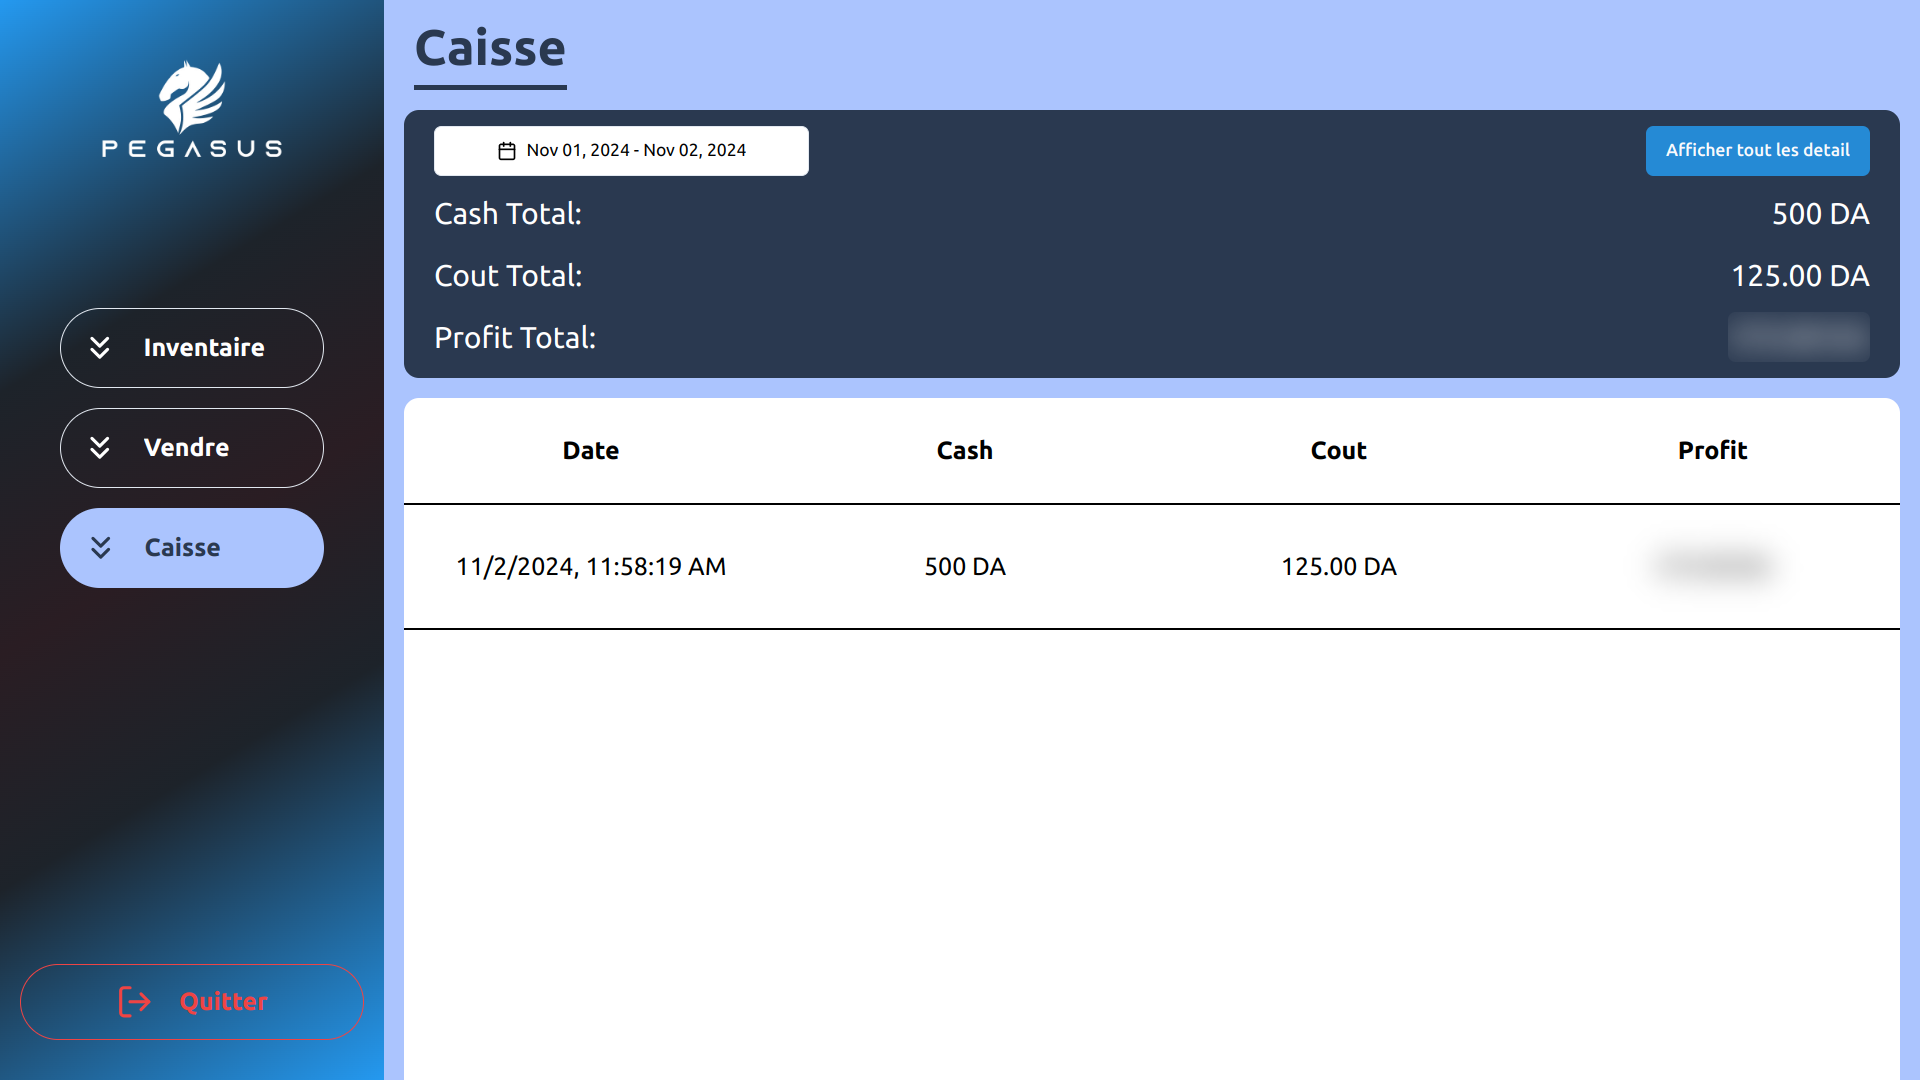 PEGASUS
Inventaire
Vendre
Caisse
Quitter
Caisse
Nov 01, 2024 - Nov 02, 2024
Afficher tout les detail
Cash Total: 500 DA
Cout Total: 125.00 DA
Profit Total:
Date Cash Cout Profit
11/2/2024, 11:58:19 AM 500 DA 125.00 DA